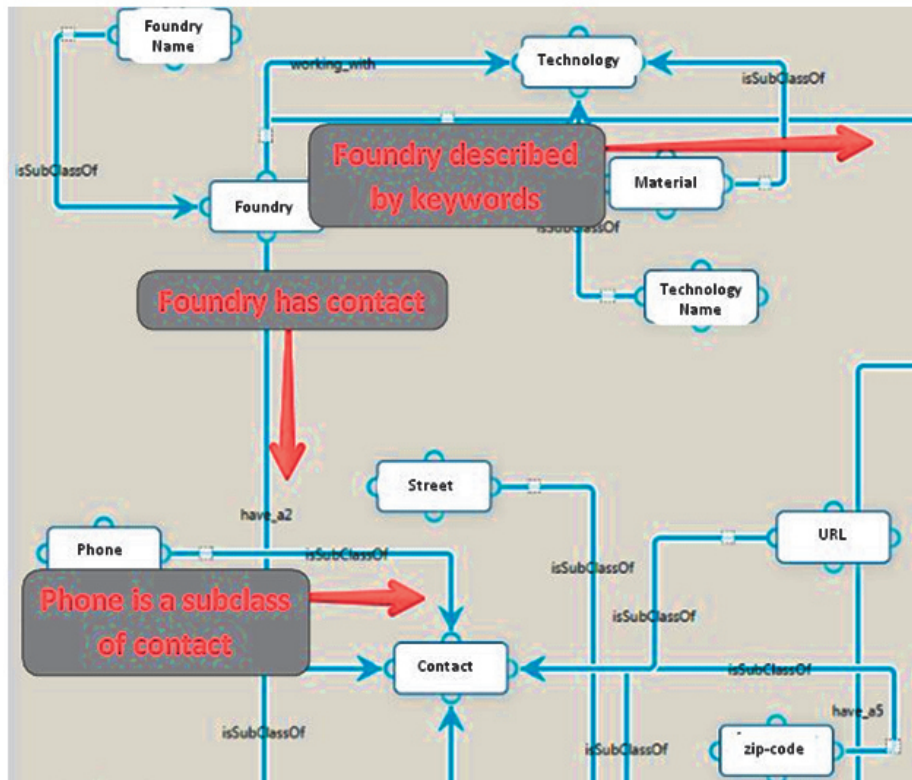 Foundry
Name
working_with
Technology
isSubClassOf
isSubClassOf
Foundry described
by keywords
Material
Foundry
isSubClassOf
Foundry has contact
Technology
Name
Street
have_a2
Phone
isSubClassOf
URL
isSubClassOf
Phone is a subclass
of contact
isSubClassOf
Contact
isSubClassOf
have_a5
isSubClassOf
isSubClassOf
zip-code